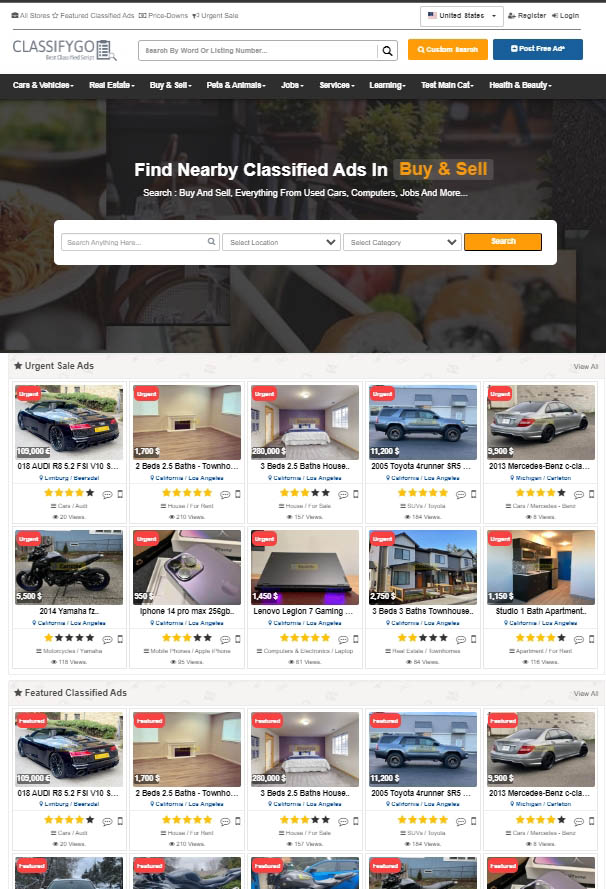 All Stores Featured Classified Ads Price-Downs Urgent Sale
United States Register Login
CLASSIFYGO
Best Classified Script
Search By Word Or Listing Number...
Custom Search
Post Free Ad*
Cars & Vehicles Real Estate Buy & Sell Pets & Animals Jobs Services Learning Test Main Cat Health & Beauty
Find Nearby Classified Ads In Buy & Sell
Search : Buy And Sell, Everything From Used Cars, Computers, Jobs And More...
Search Anything Here... Select Location Select Category Search
Urgent Sale Ads View All
Urgent Urgent Urgent Urgent Urgent
109,000 € 1,700 $ 280,000 $ 11,200 $ 9,900 $
018 AUDI R8 5.2 FSI V10 S... 2 Beds 2.5 Baths - Townho... 3 Beds 2.5 Baths House.. 2005 Toyota 4runner SR5 ... 2013 Mercedes-Benz c-cla...
Limburg / Beersdal California / Los Angeles California / Los Angeles California / Los Angeles Michigan / Carleton
Cars / Audi House / For Rent House / For Sale SUVs / Toyota Cars / Mercedes - Benz
20 Views. 210 Views. 157 Views. 184 Views. 8 Views.
Urgent Urgent Urgent Urgent Urgent
5,500 $ 950 $ 1,450 $ 2,750 $ 1,150 $
2014 Yamaha fz.. Iphone 14 pro max 256gb.. Lenovo Legion 7 Gaming ... 3 Beds 3 Baths Townhouse.. Studio 1 Bath Apartment..
California / Los Angeles California / Los Angeles California / Los Angeles California / Los Angeles California / Los Angeles
Motorcycles / Yamaha Mobile Phones / Apple iPhone Computers & Electronics / Laptop Real Estate / Townhomes Apartment / For Rent
118 Views. 95 Views. 81 Views. 84 Views. 116 Views.
Featured Classified Ads View All
Featured Featured Featured Featured Featured
109,000 € 1,700 $ 280,000 $ 11,200 $ 9,900 $
018 AUDI R8 5.2 FSI V10 S... 2 Beds 2.5 Baths - Townho... 3 Beds 2.5 Baths House.. 2005 Toyota 4runner SR5 ... 2013 Mercedes-Benz c-cla...
Limburg / Beersdal California / Los Angeles California / Los Angeles California / Los Angeles Michigan / Carleton
Cars / Audi House / For Rent House / For Sale SUVs / Toyota Cars / Mercedes - Benz
20 Views. 210 Views. 157 Views. 184 Views. 8 Views.
Featured Featured Featured Featured Featured